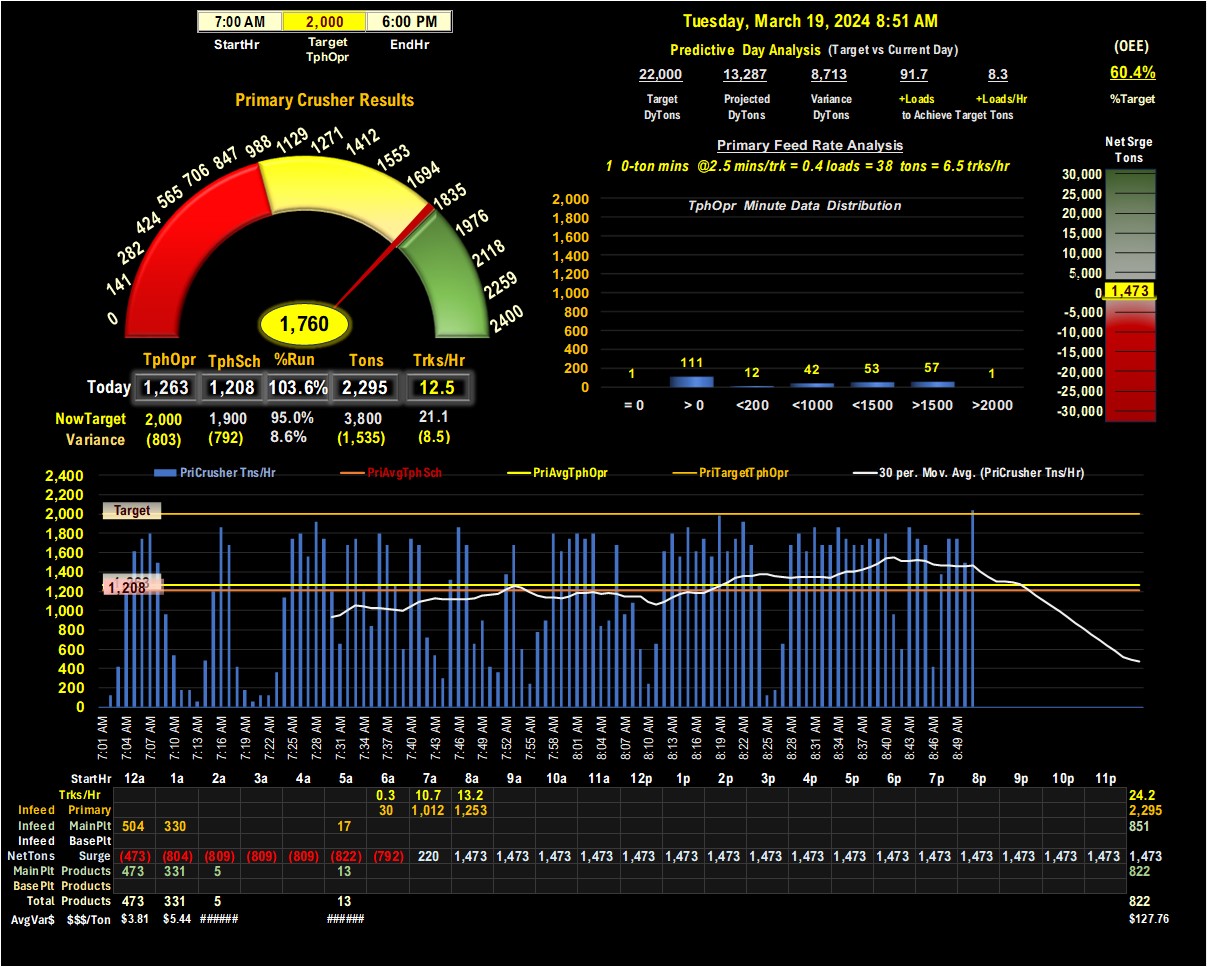 7:00 AM 2,000 6:00 PM
StartHr Target TphOpr EndHr
Tuesday, March 19, 2024 8:51 AM
Predictive Day Analysis (Target vs Current Day)
22,000 13,287 8,713 91.7 8.3
Target DyTons Projected DyTons Variance DyTons +Loads +Loads/Hr to Achieve Target Tons
(OEE)
60.4%
%Target
Primary Crusher Results
0 141 282 424 565 706 847 988 1129 1271 1412 1553 1694 1835 1976 2118 2259 2400
1,760
TphOpr TphSch %Run Tons Trks/Hr
Today 1,263 1,208 103.6% 2,295 12.5
NowTarget 2,000 1,900 95.0% 3,800 21.1
Variance (803) (792) 8.6% (1,535) (8.5)
Primary Feed Rate Analysis
1 0-ton mins @2.5 mins/trk = 0.4 loads = 38 tons = 6.5 trks/hr
TphOpr Minute Data Distribution
2,000
1,800
1,600
1,400
1,200
1,000
800
600
400
200
0
1 111 12 42 53 57 1
= 0 > 0 <200 <1000 <1500 >1500 >2000
Net Srge
Tons
30,000
25,000
20,000
15,000
10,000
5,000
0 1,473
-5,000
-10,000
-15,000
-20,000
-25,000
-30,000
PriCrusher Tns/Hr PriAvgTphSch PriAvgTphOpr PriTargetTphOpr 30 per. Mov. Avg. (PriCrusher Tns/Hr)
2,400
2,200
2,000
1,800
1,600
1,400
1,200
1,000
800
600
400
200
0
Target
1,208
7:01 AM 7:04 AM 7:07 AM 7:10 AM 7:13 AM 7:16 AM 7:19 AM 7:22 AM 7:25 AM 7:28 AM 7:31 AM 7:34 AM 7:37 AM 7:40 AM 7:43 AM 7:46 AM 7:49 AM 7:52 AM 7:55 AM 7:58 AM 8:01 AM 8:04 AM 8:07 AM 8:10 AM 8:13 AM 8:16 AM 8:19 AM 8:22 AM 8:25 AM 8:28 AM 8:31 AM 8:34 AM 8:37 AM 8:40 AM 8:43 AM 8:46 AM 8:49 AM
StartHr 12a 1a 2a 3a 4a 5a 6a 7a 8a 9a 10a 11a 12p 1p 2p 3p 4p 5p 6p 7p 8p 9p 10p 11p
Trks/Hr 0.3 10.7 13.2 24.2
Infeed Primary 30 1,012 1,253 2,295
Infeed MainPlt 504 330 17 851
Infeed BasePlt
NetTons Surge (473) (804) (809) (809) (809) (822) (792) 220 1,473 1,473 1,473 1,473 1,473 1,473 1,473 1,473 1,473 1,473 1,473 1,473 1,473 1,473 1,473 1,473 1,473
MainPlt Products 473 331 5 13 822
BasePlt Products
Total Products 473 331 5 13 822
AvgVar$ $$$/Ton $3.81 $5.44 ###### ###### $127.76